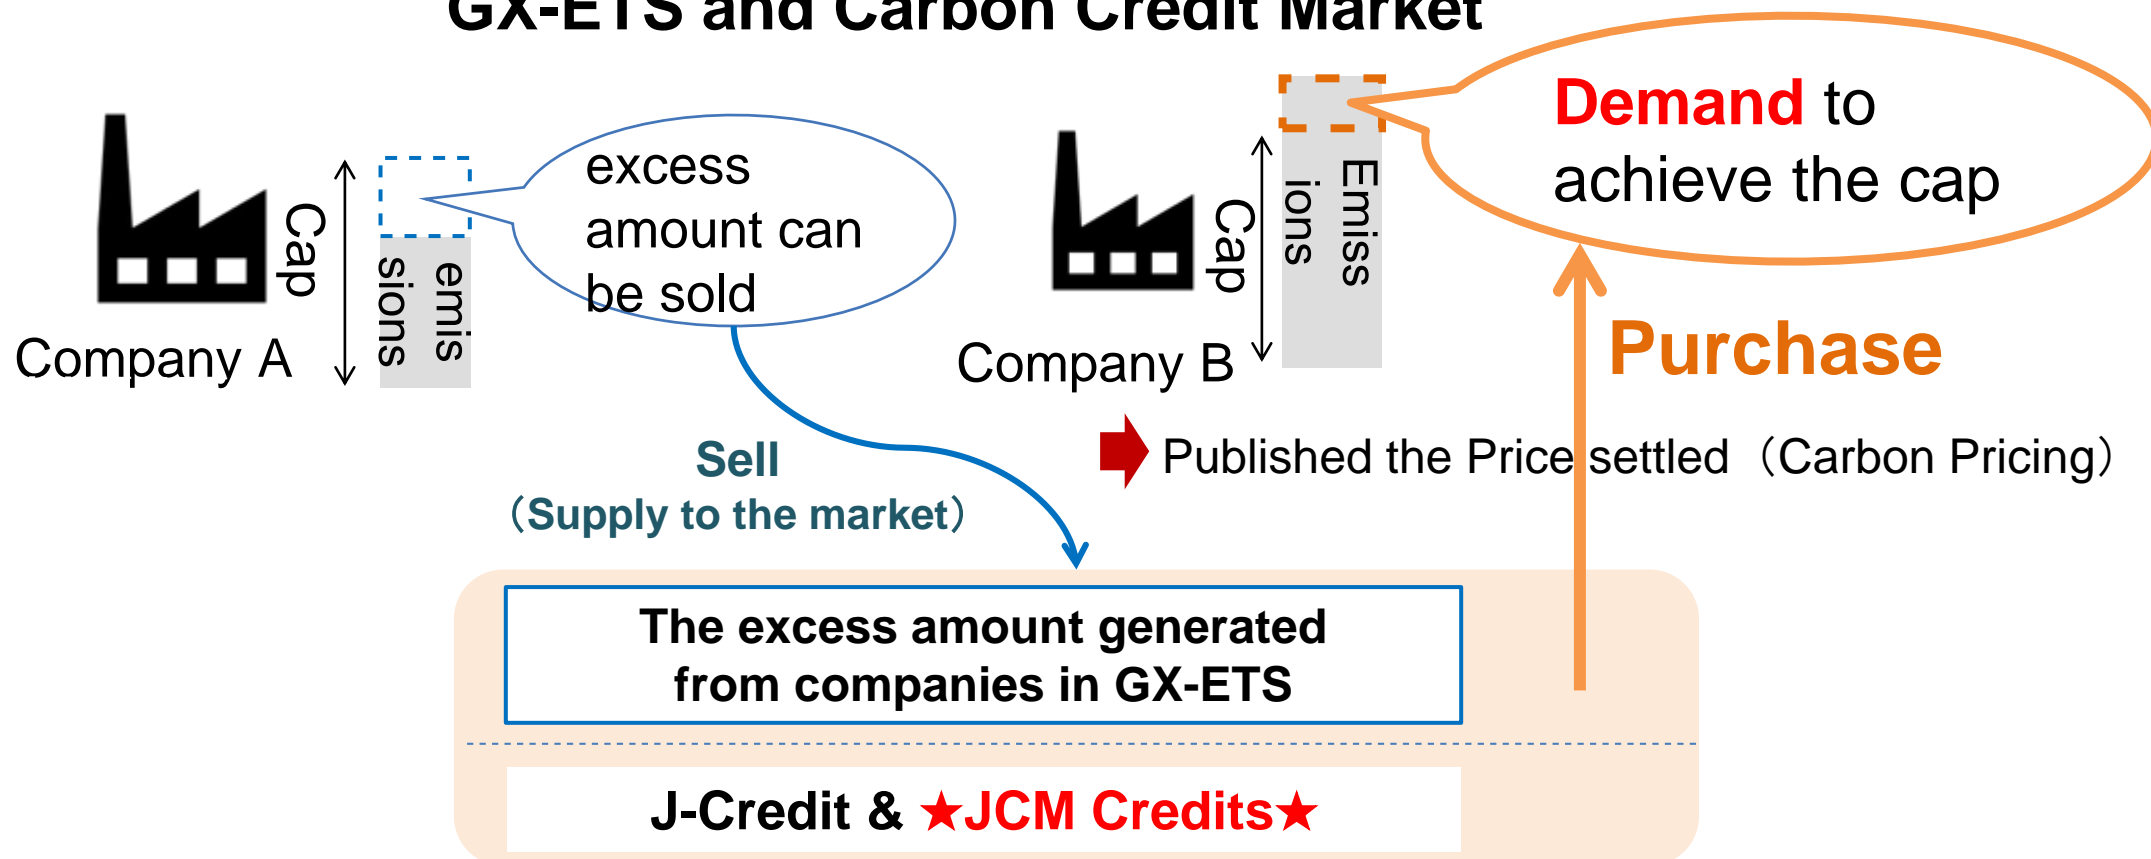 GX-ETS and Carbon Credit Market
Cap
emis
sions
Company A
excess
amount can
be sold
Cap
Emiss
ions
Company B
Demand to
achieve the cap
Purchase
Published the Price settled（Carbon Pricing）
Sell
（Supply to the market）
The excess amount generated
from companies in GX-ETS
J-Credit & ★JCM Credits★